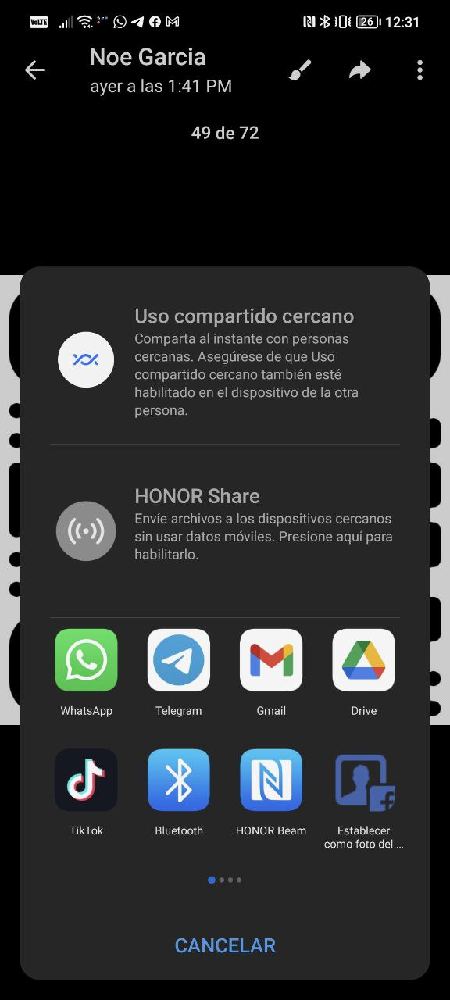 VoLTE 26 12:31
Noe Garcia
ayer a las 1:41 PM
49 de 72
Uso compartido cercano
Comparta al instante con personas
cercanas. Asegúrese de que Uso
compartido cercano también esté
habilitado en el dispositivo de la otra
persona.
HONOR Share
Envíe archivos a los dispositivos cercanos
sin usar datos móviles. Presione aquí para
habilitarlo.
WhatsApp Telegram Gmail Drive
TikTok Bluetooth HONOR Beam Establecer
como foto del ...
CANCELAR